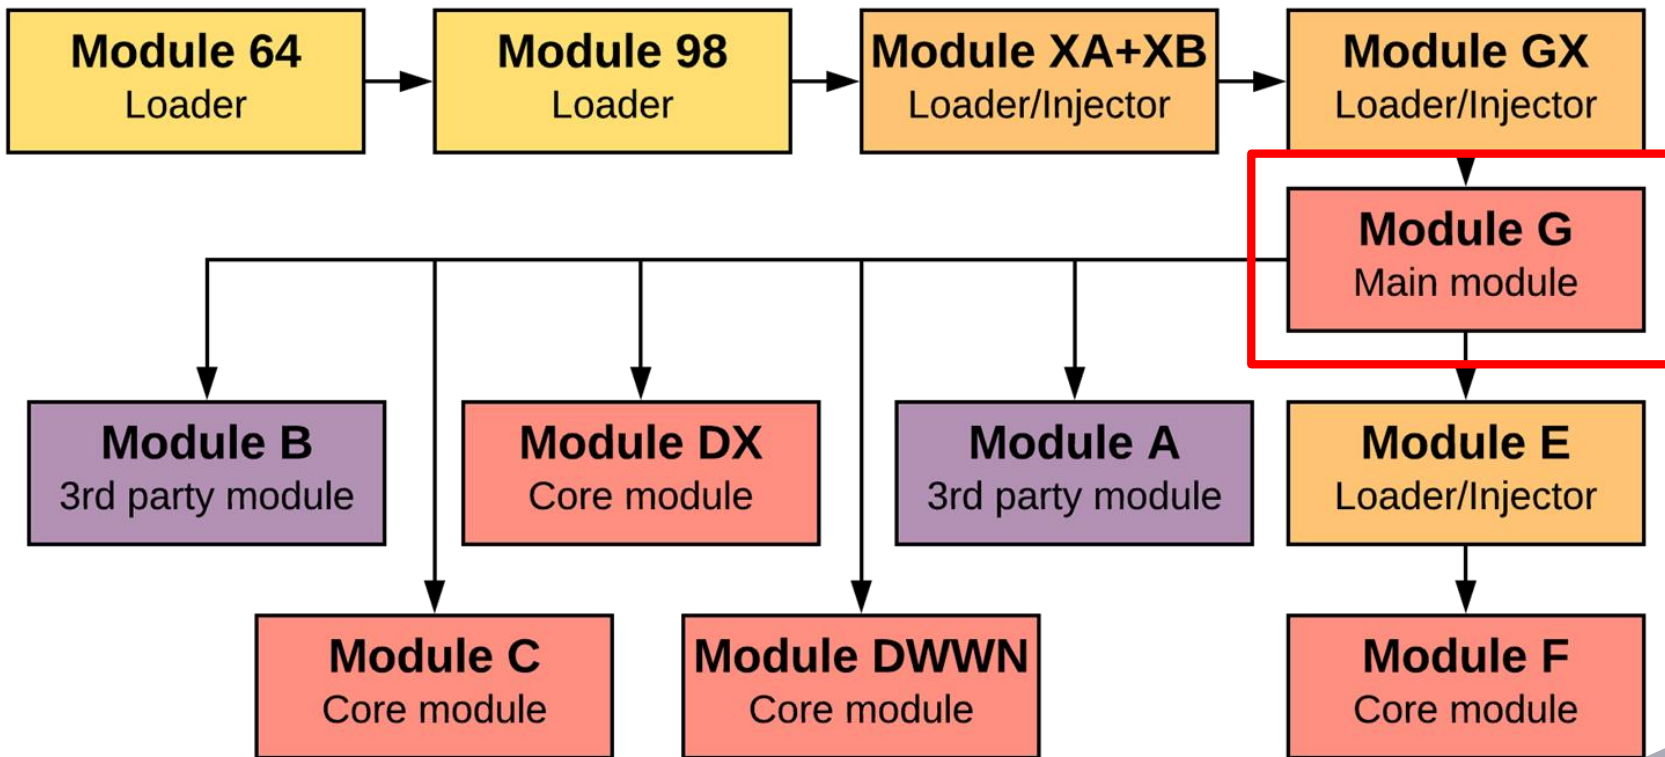 Module 64
Loader
Module 98
Loader
Module XA+XB
Loader/Injector
Module GX
Loader/Injector
Module G
Main module
Module B
3rd party module
Module DX
Core module
Module A
3rd party module
Module E
Loader/Injector
Module C
Core module
Module DWWN
Core module
Module F
Core module